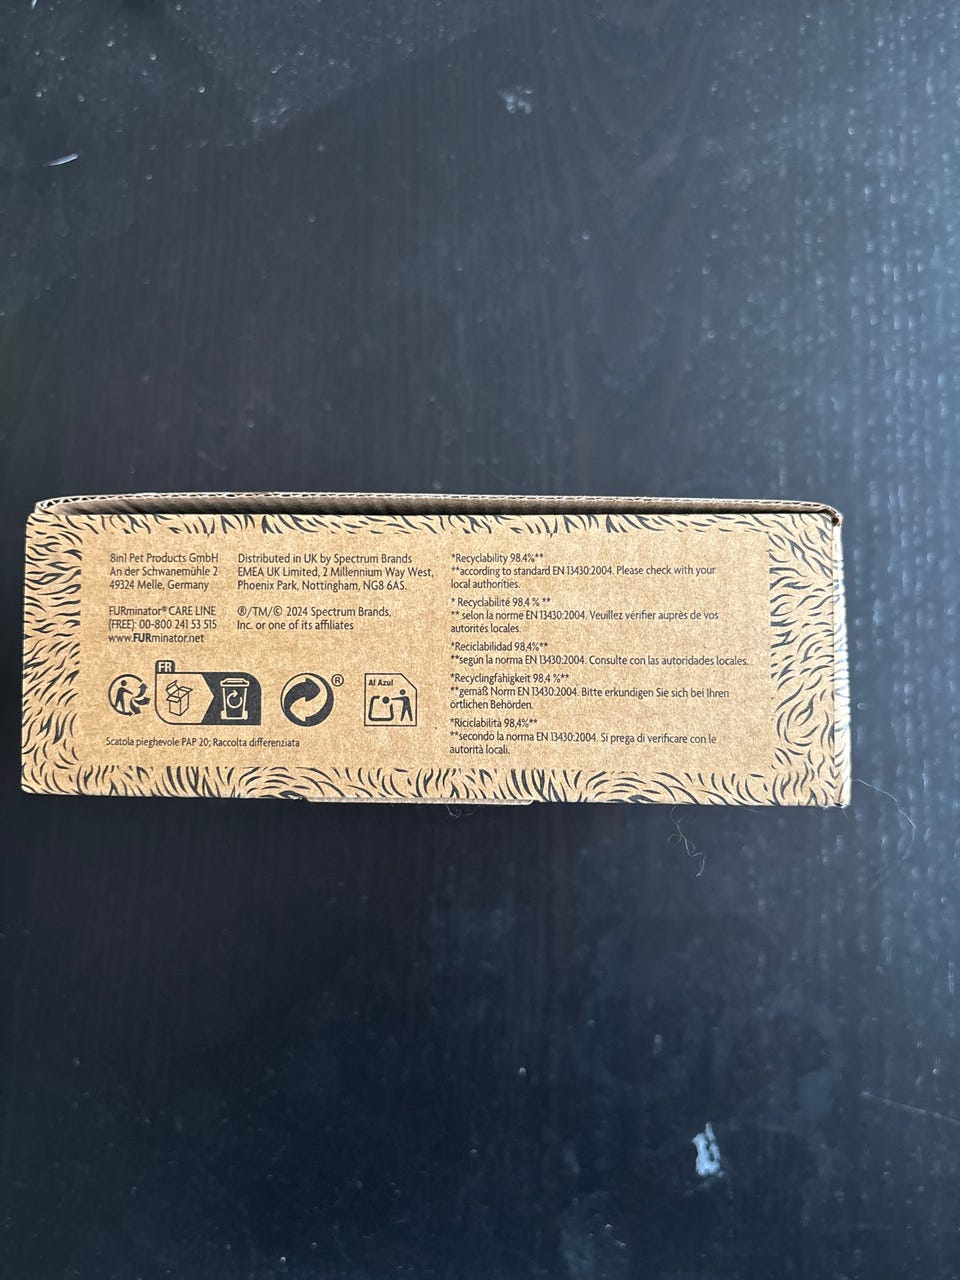 8in1 Pet Products GmbH
An der Schwanemühle 2
49324 Melle, Germany
FURminator® CARE LINE
(FREE): 00-800 241 53 515
www.FURminator.net
Distributed in UK by Spectrum Brands
EMEA UK Limited, 2 Millennium Way West,
Phoenix Park, Nottingham, NG8 6AS.
®/TM/© 2024 Spectrum Brands,
Inc. or one of its affiliates
FR
®
Al Azul
Scatola pieghevole PAP 20; Raccolta differenziata
*Recyclability 98.4%**
**according to standard EN 13430:2004. Please check with your
local authorities.
* Recyclabilité 98,4 % **
** selon la norme EN 13430:2004. Veuillez vérifier auprès de vos
autorités locales.
*Reciclabilidad 98,4%**
**según la norma EN 13430:2004. Consulte con las autoridades locales.
*Recyclingfähigkeit 98,4 %**
**gemäß Norm EN 13430:2004. Bitte erkundigen Sie sich bei Ihren
örtlichen Behörden.
*Riciclabilità 98,4%**
**secondo la norma EN 13430:2004. Si prega di verificare con le
autorità locali.